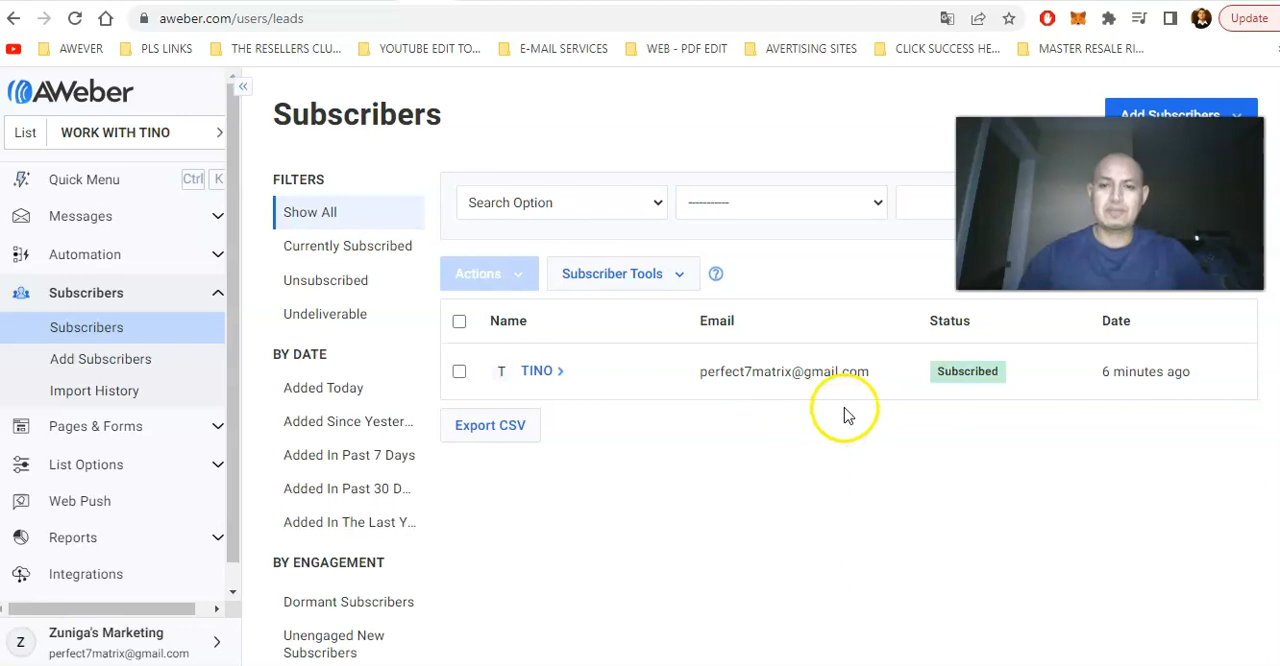 aweber.com/users/leads
Update
AWEVER
PLS LINKS
THE RESELLERS CLU...
YOUTUBE EDIT TO...
E-MAIL SERVICES
WEB - PDF EDIT
AVERTISING SITES
CLICK SUCCESS HE...
MASTER RESALE RI...
AWeber
List
WORK WITH TINO
Quick Menu
Ctrl
K
Messages
Automation
Subscribers
Subscribers
Add Subscribers
Import History
Pages & Forms
List Options
Web Push
Reports
Integrations
Z
Zuniga's Marketing
perfect7matrix@gmail.com
Subscribers
Add Subscribers
FILTERS
Show All
Currently Subscribed
Unsubscribed
Undeliverable
BY DATE
Added Today
Added Since Yester...
Added In Past 7 Days
Added In Past 30 D...
Added In The Last Y...
BY ENGAGEMENT
Dormant Subscribers
Unengaged New
Subscribers
Search Option
----------
Actions
Subscriber Tools
Name
Email
Status
Date
T
TINO
perfect7matrix@gmail.com
Subscribed
6 minutes ago
Export CSV